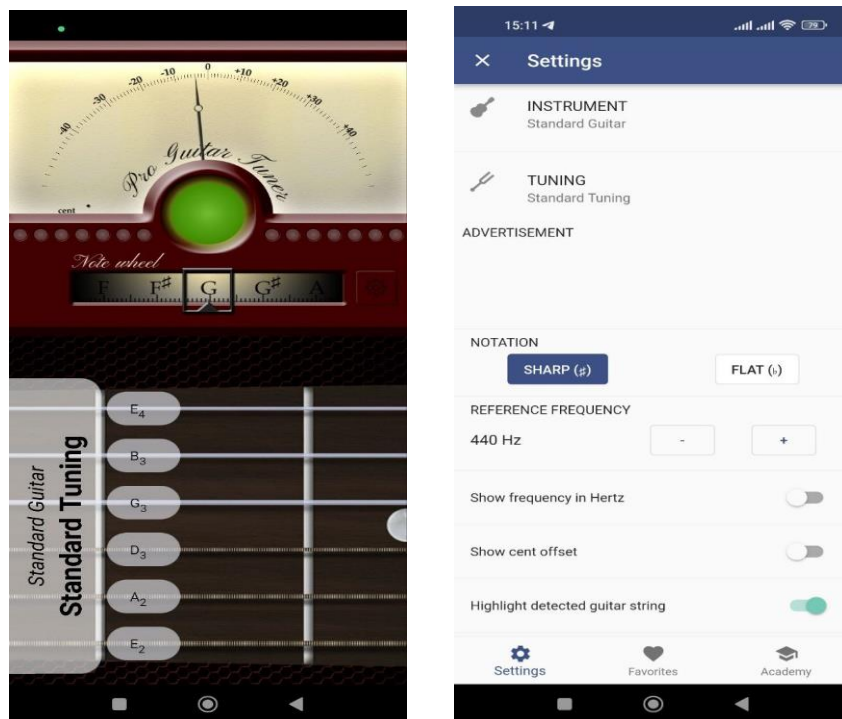 -40
-30
-20
-10
0
+10
+20
+30
+40
Pro Guitar Tuner
cent
Note wheel
F F♯ G G♯ A
E4
B3
G3
D3
A2
E2
Standard Guitar
Standard Tuning
15:11
79
Settings
INSTRUMENT
Standard Guitar
TUNING
Standard Tuning
ADVERTISEMENT
NOTATION
SHARP (♯) FLAT (♭)
REFERENCE FREQUENCY
440 Hz - +
Show frequency in Hertz
Show cent offset
Highlight detected guitar string
Settings Favorites Academy